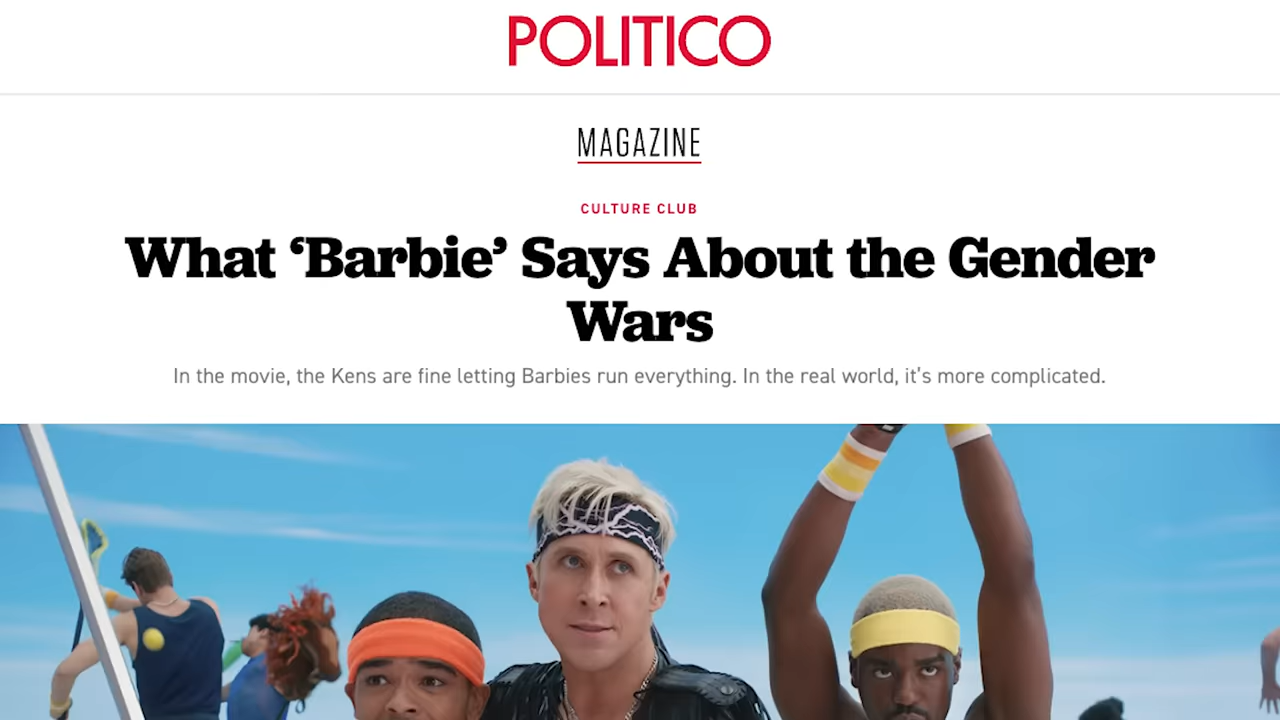 POLITICO
MAGAZINE
CULTURE CLUB
What ‘Barbie’ Says About the Gender
Wars
In the movie, the Kens are fine letting Barbies run everything. In the real world, it’s more complicated.